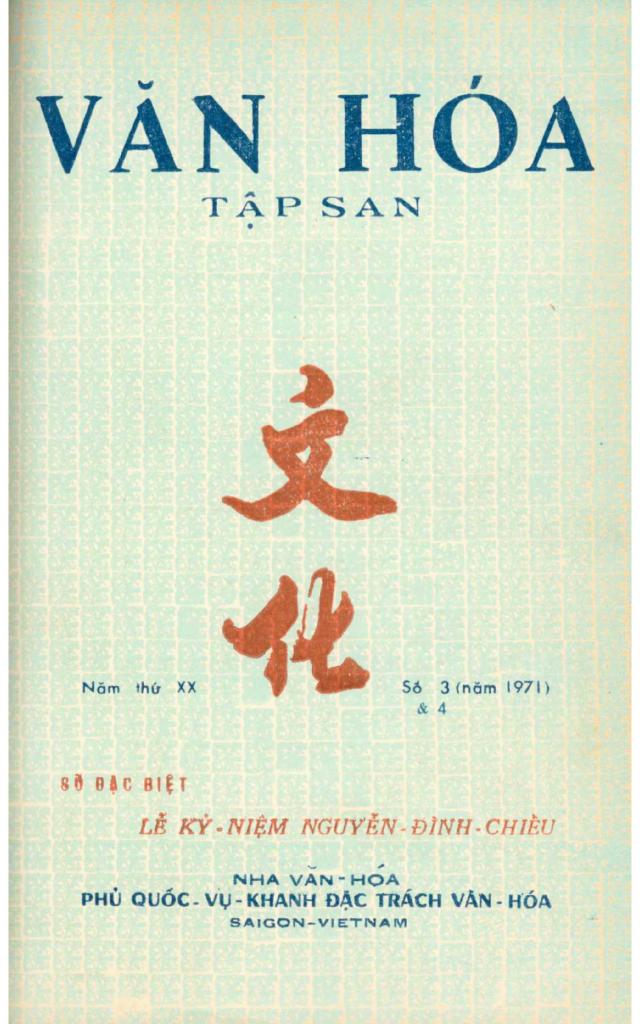 VĂN HÓA
TẬP SAN
文
化
Năm thứ XX
Số 3 (năm 1971)
& 4
SỐ ĐẶC BIỆT
LỄ KỶ-NIỆM NGUYỄN-ĐÌNH-CHIỂU
NHA VĂN-HÓA
PHỦ QUỐC-VỤ-KHANH ĐẶC TRÁCH VĂN-HÓA
SAIGON-VIETNAM